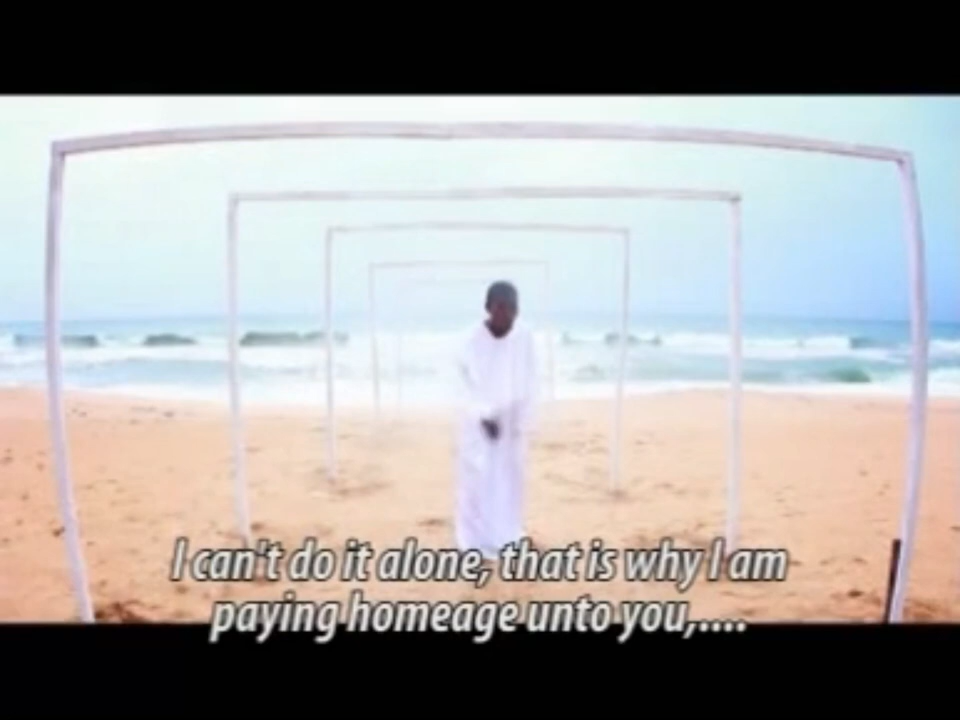 I can't do it alone, that is why I am
paying homeage unto you,....